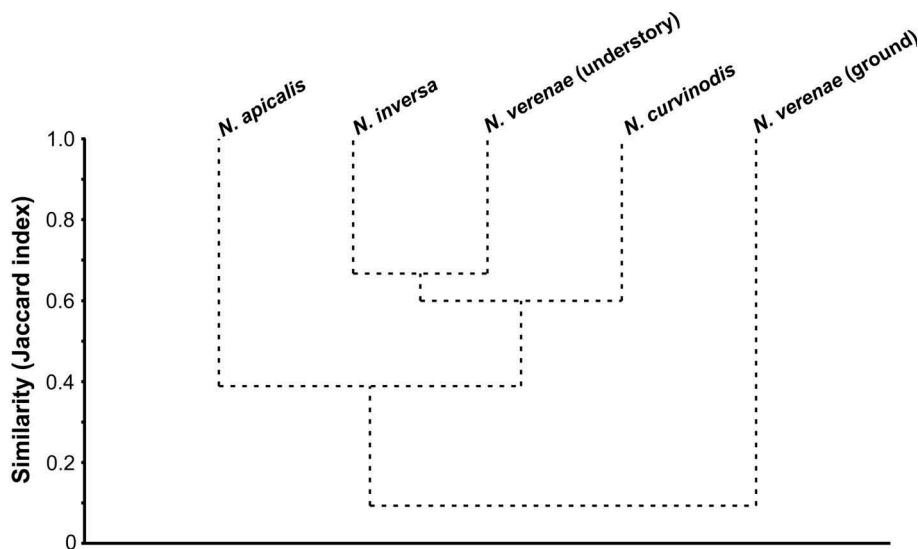 N. apicalis
N. inversa
N. verenae (understory)
N. curvinodis
N. verenae (ground)
Similarity (Jaccard index)
1.0
0.8
0.6
0.4
0.2
0